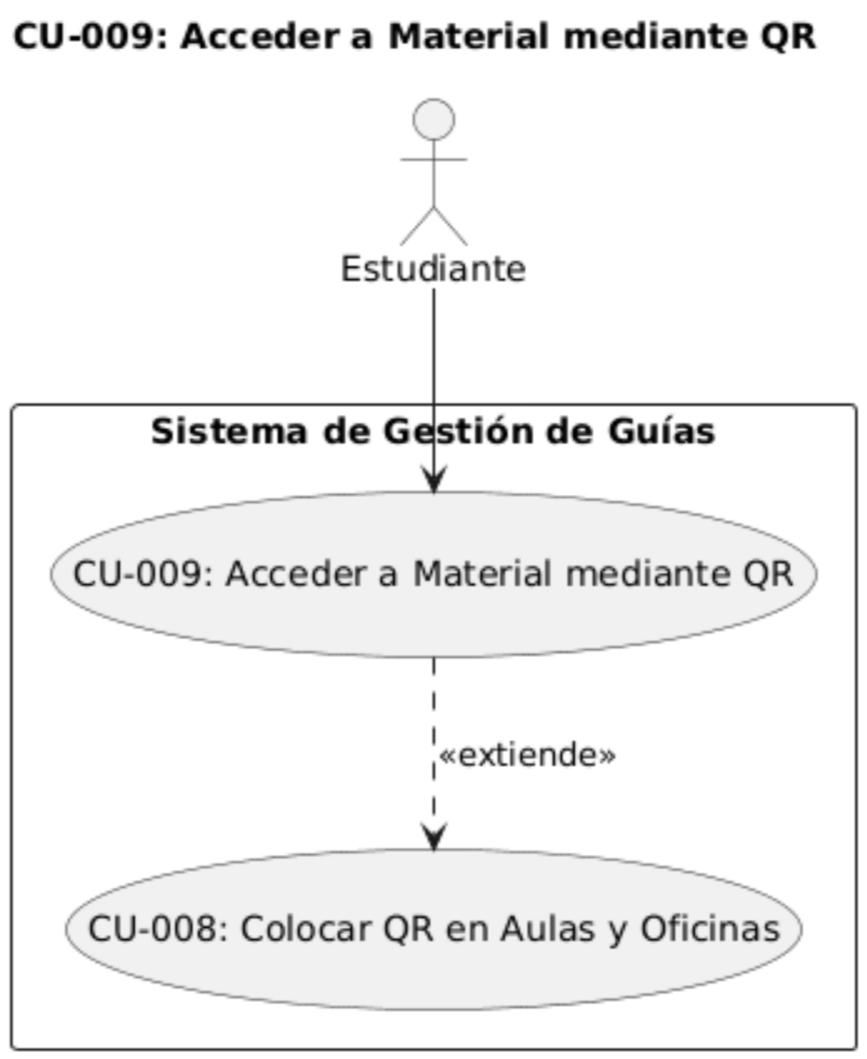 CU-009: Acceder a Material mediante QR
Estudiante
Sistema de Gestión de Guías
CU-009: Acceder a Material mediante QR
«extiende»
CU-008: Colocar QR en Aulas y Oficinas